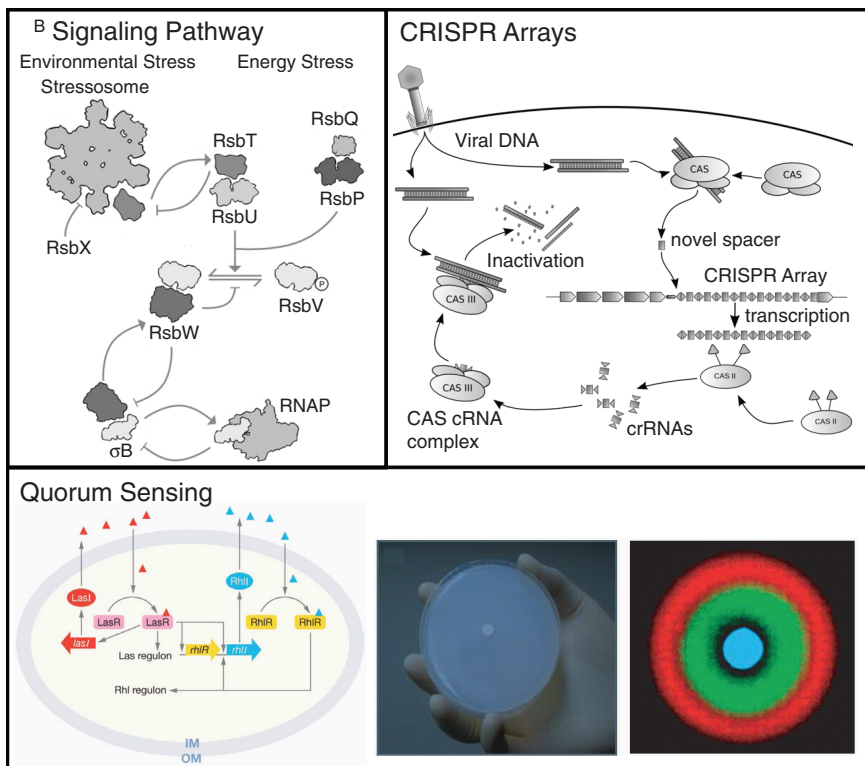 B Signaling Pathway
Environmental Stress
Energy Stress
Stressosome
RsbT
RsbQ
RsbU
RsbP
RsbX
P
RsbV
RsbW
RNAP
σB
CRISPR Arrays
Viral DNA
CAS
CAS
novel spacer
Inactivation
CAS III
CRISPR Array
transcription
CAS III
CAS II
CAS cRNA
complex
crRNAs
CAS II
Quorum Sensing
LasI
RhlI
LasR
LasR
RhlR
RhlR
lasI
rhlR
rhlI
Las regulon
Rhl regulon
IM
OM